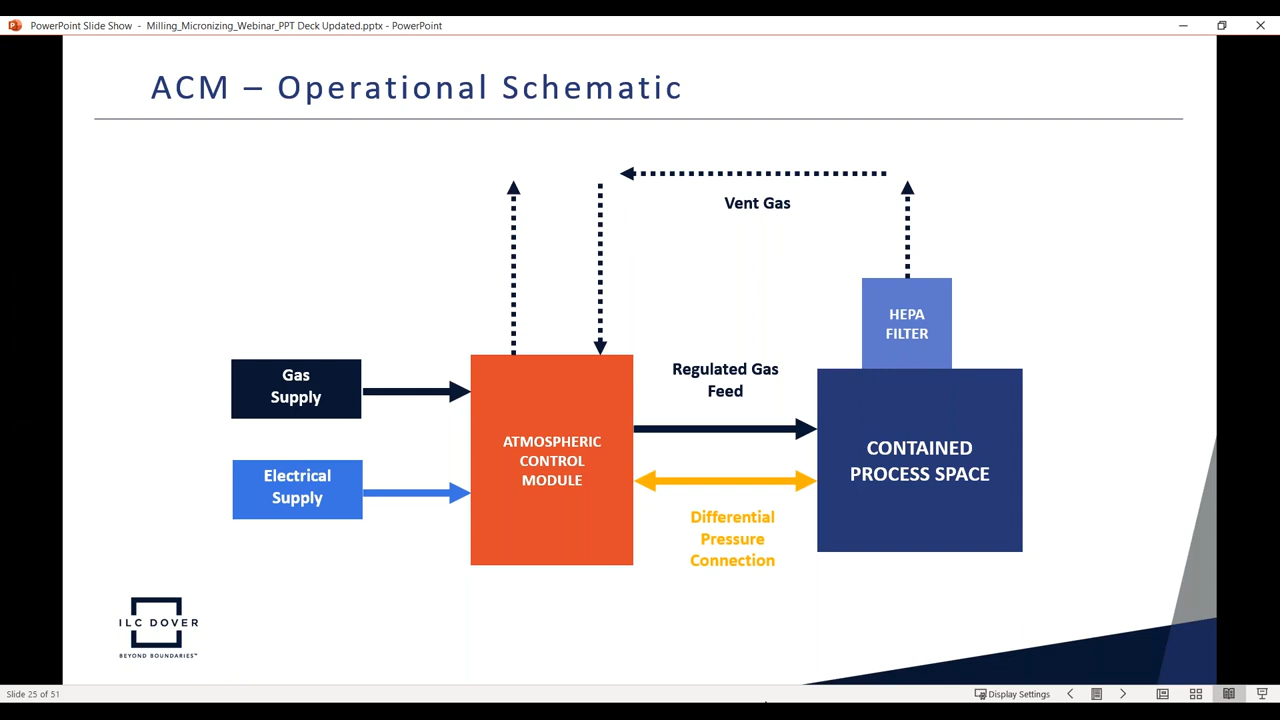 PowerPoint Slide Show - Milling_Micronizing_Webinar_PPT Deck Updated.pptx - PowerPoint
ACM – Operational Schematic
Vent Gas
HEPA
FILTER
Gas
Supply
Regulated Gas
Feed
ATMOSPHERIC
CONTROL
MODULE
CONTAINED
PROCESS SPACE
Electrical
Supply
Differential
Pressure
Connection
ILC DOVER
BEYOND BOUNDARIES™
Slide 25 of 51
Display Settings